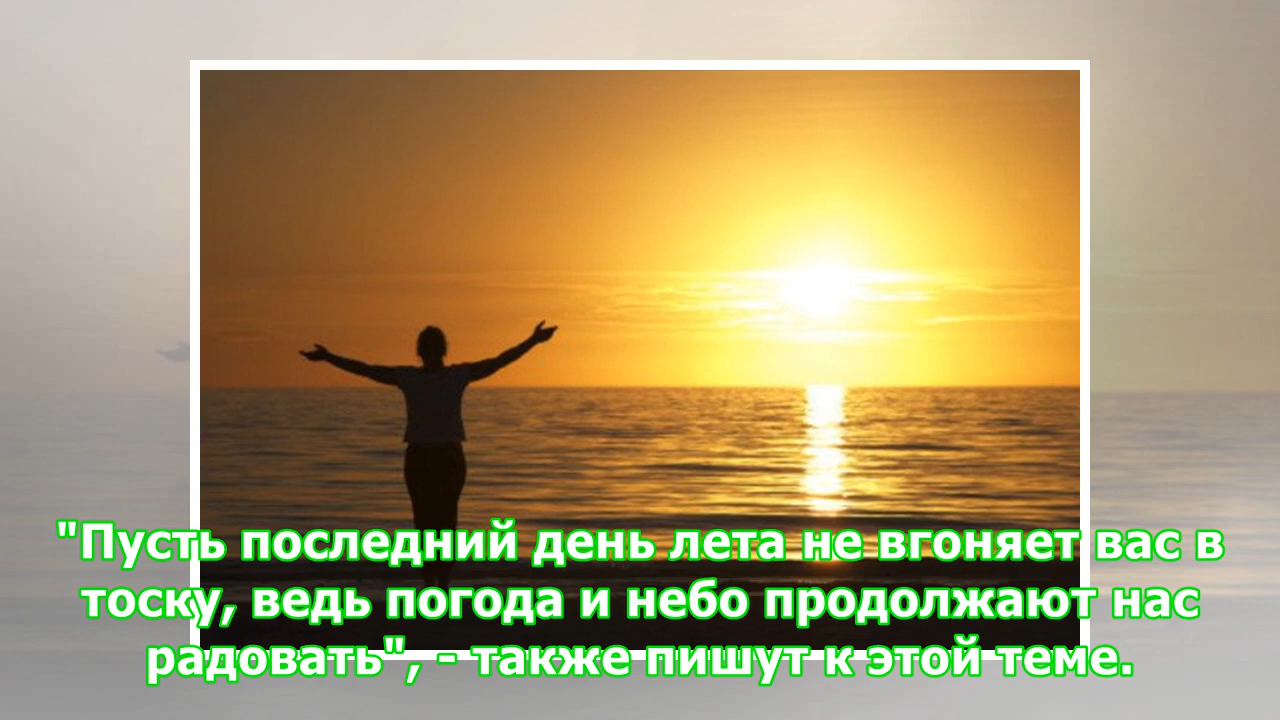 "Пусть последний день лета не вгоняет вас в
тоску, ведь погода и небо продолжают нас
радовать", - также пишут к этой теме.